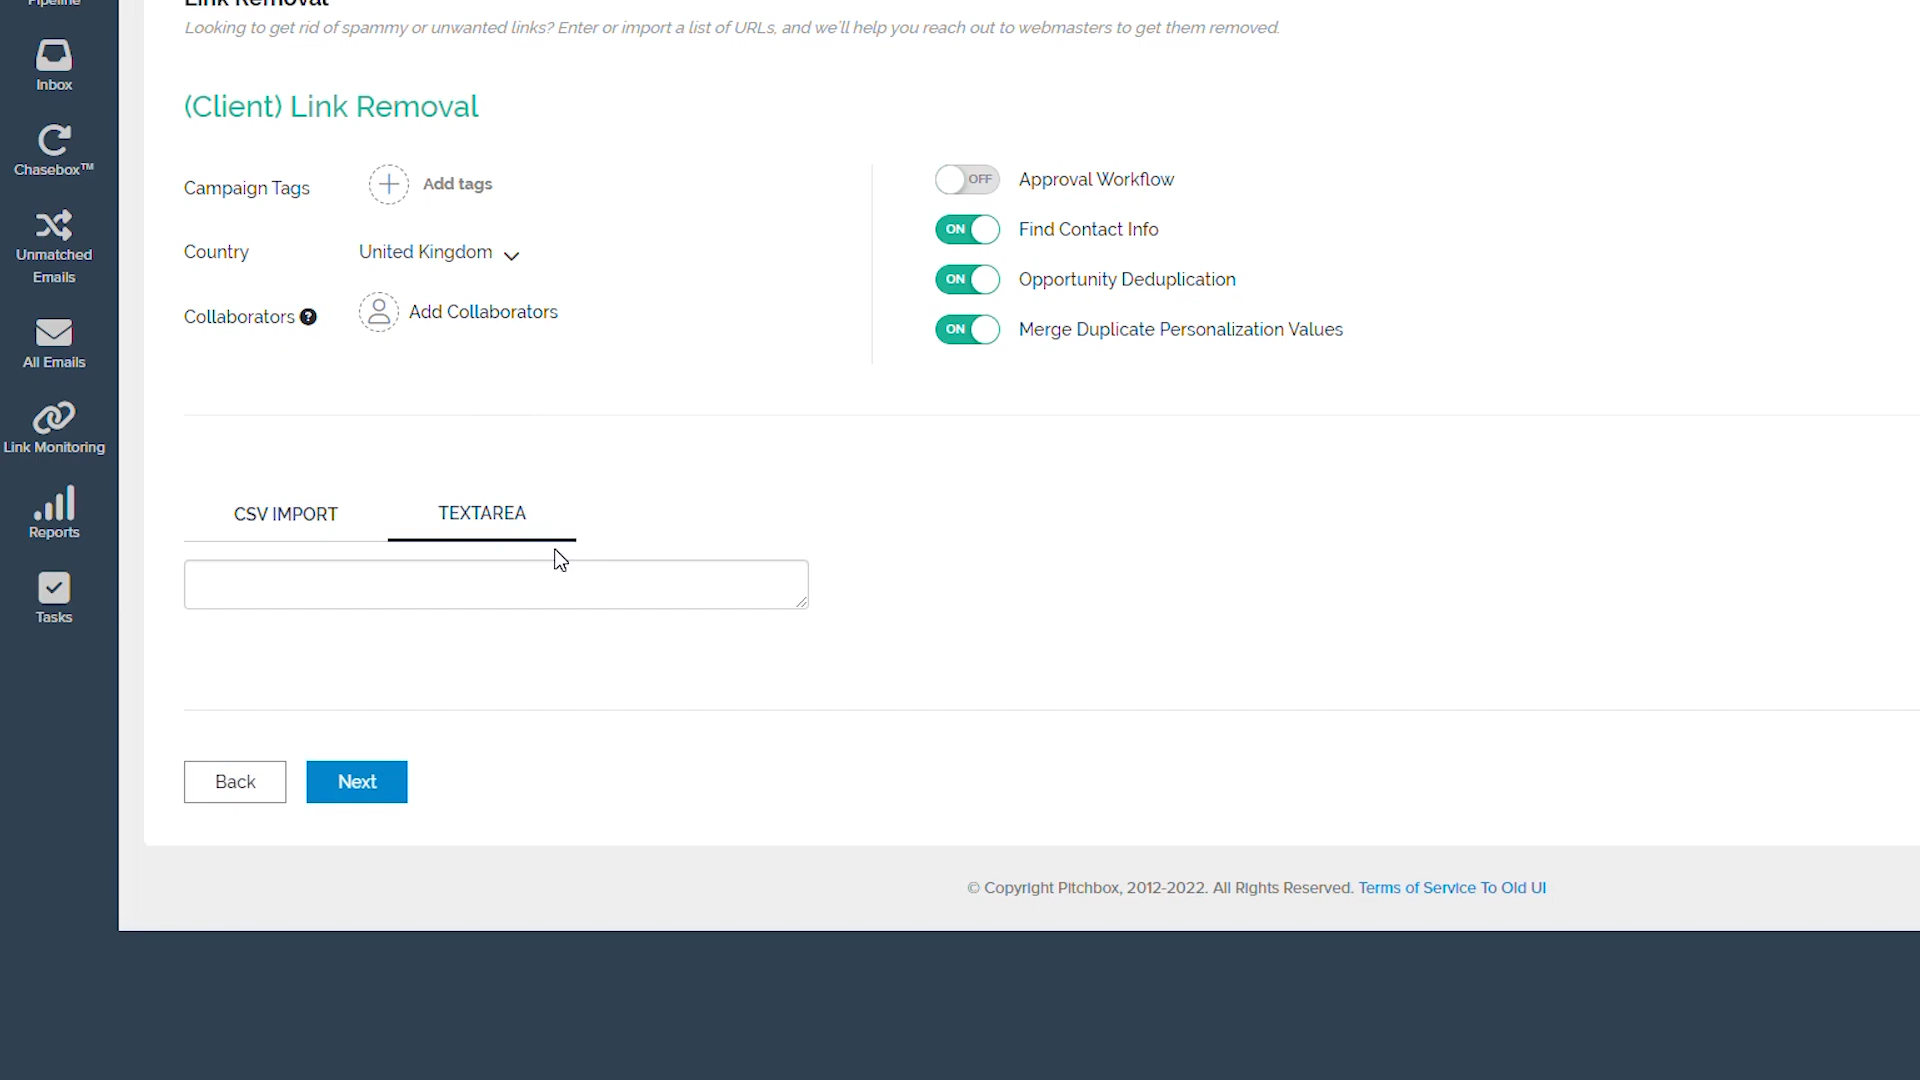 Pipeline
Link Removal
Looking to get rid of spammy or unwanted links? Enter or import a list of URLs, and we'll help you reach out to webmasters to get them removed.
Inbox
(Client) Link Removal
Chasebox™
Campaign Tags
Add tags
OFF
Approval Workflow
Unmatched
Emails
ON
Find Contact Info
Country
United Kingdom
ON
Opportunity Deduplication
Collaborators ?
Add Collaborators
ON
Merge Duplicate Personalization Values
All Emails
Link Monitoring
CSV IMPORT
TEXTAREA
Reports
Tasks
Back
Next
© Copyright Pitchbox, 2012-2022. All Rights Reserved. Terms of Service To Old UI